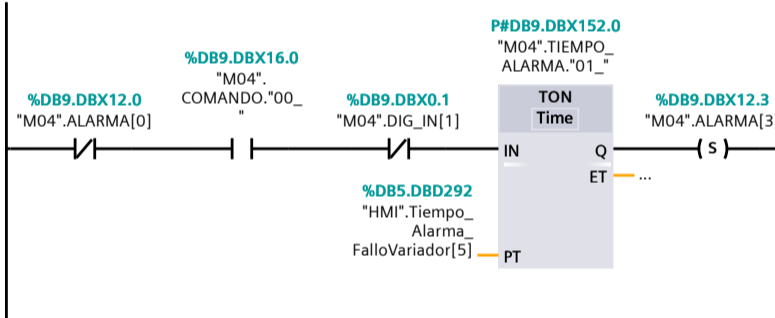 P#DB9.DBX152.0
"M04".TIEMPO_
ALARMA."01_"
%DB9.DBX16.0
"M04".
COMANDO."00_
"
%DB9.DBX12.0
"M04".ALARMA[0]
%DB9.DBX0.1
"M04".DIG_IN[1]
TON
Time
%DB9.DBX12.3
"M04".ALARMA[3
S
IN
Q
ET
...
%DB5.DBD292
"HMI".Tiempo_
Alarma_
FalloVariador[5]
PT